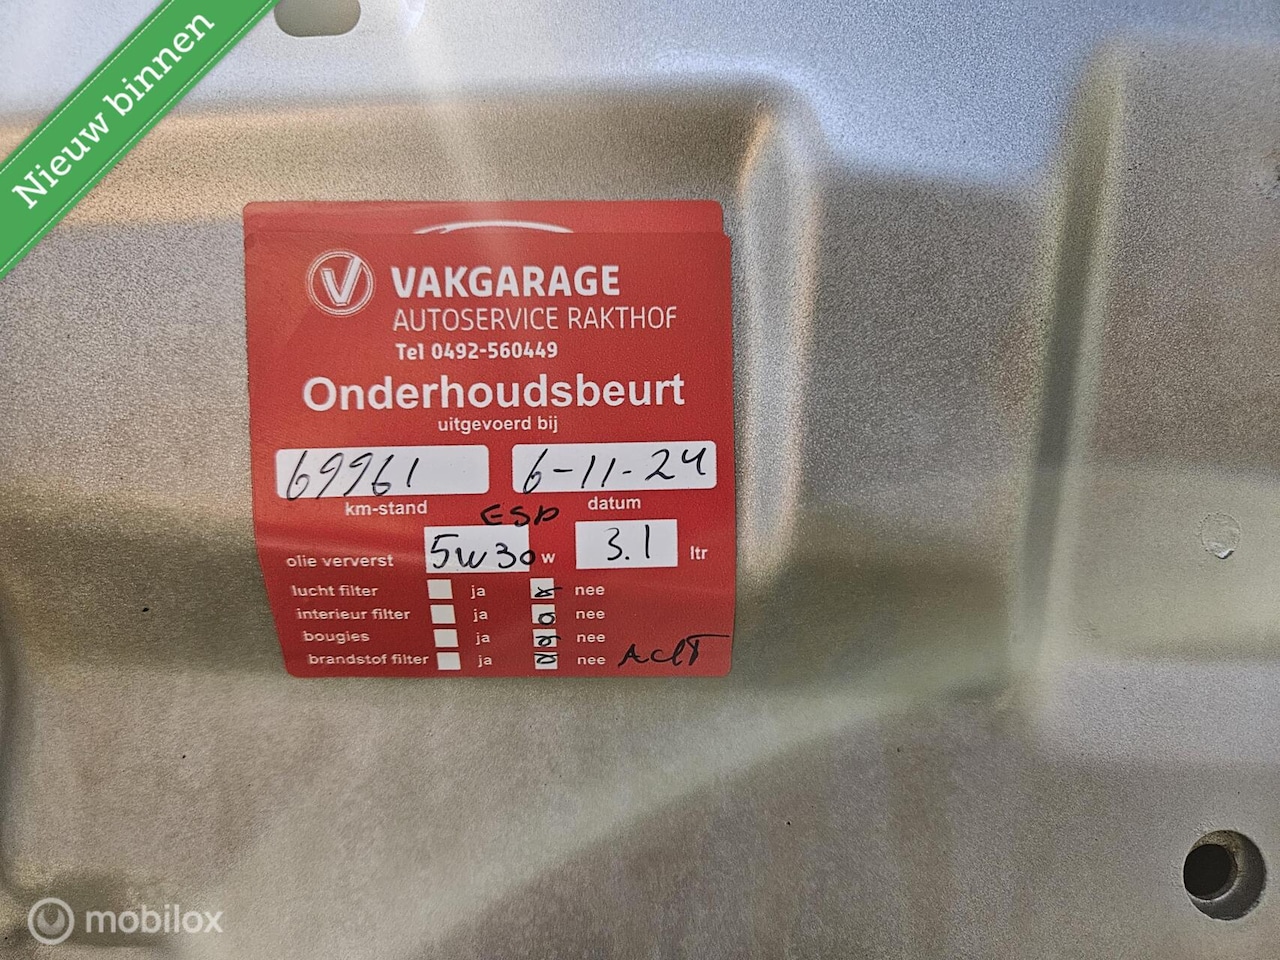 Nieuw binnen
VAKGARAGE
AUTOSERVICE RAKTHOF
Tel 0492-560449
Onderhoudsbeurt
uitgevoerd bij
69961 6-11-24
km-stand datum
ESP
olie ververst 5W30 w 3.1 ltr
lucht filter ja nee
interieur filter ja nee
bougies ja nee
brandstof filter ja nee
mobilox